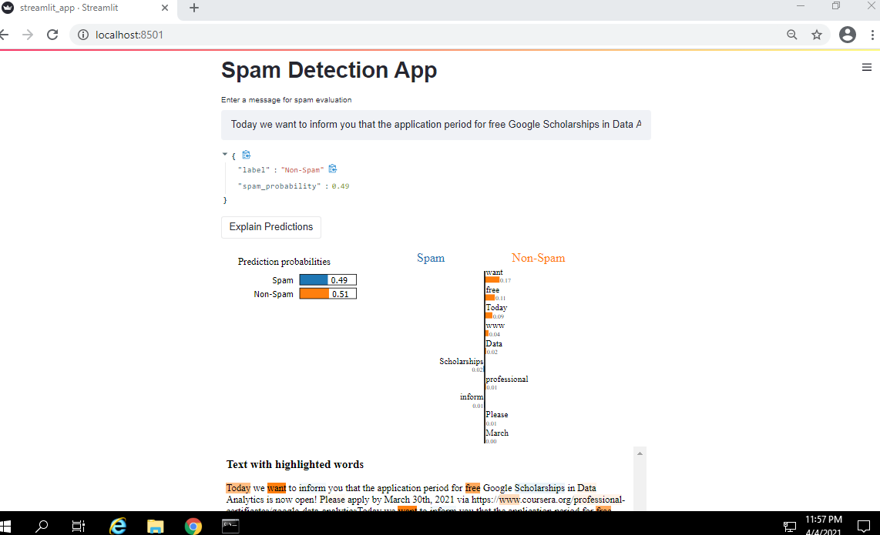 streamlit_app · Streamlit
localhost:8501
Spam Detection App
Enter a message for spam evaluation
Today we want to inform you that the application period for free Google Scholarships in Data A
{
"label" : "Non-Spam"
"spam_probability" : 0.49
}
Explain Predictions
Prediction probabilities
Spam 0.49
Non-Spam 0.51
Spam Non-Spam
want
0.17
free
0.11
Today
0.09
www
0.04
Data
0.02
Scholarships
0.02
professional
0.01
inform
0.01
Please
0.01
March
0.00
Text with highlighted words
Today we want to inform you that the application period for free Google Scholarships in Data
Analytics is now open! Please apply by March 30th, 2021 via https://www.coursera.org/professional-
certificates/google-data-analyticsToday we want to inform you that the application period for free
11:57 PM
4/4/2021